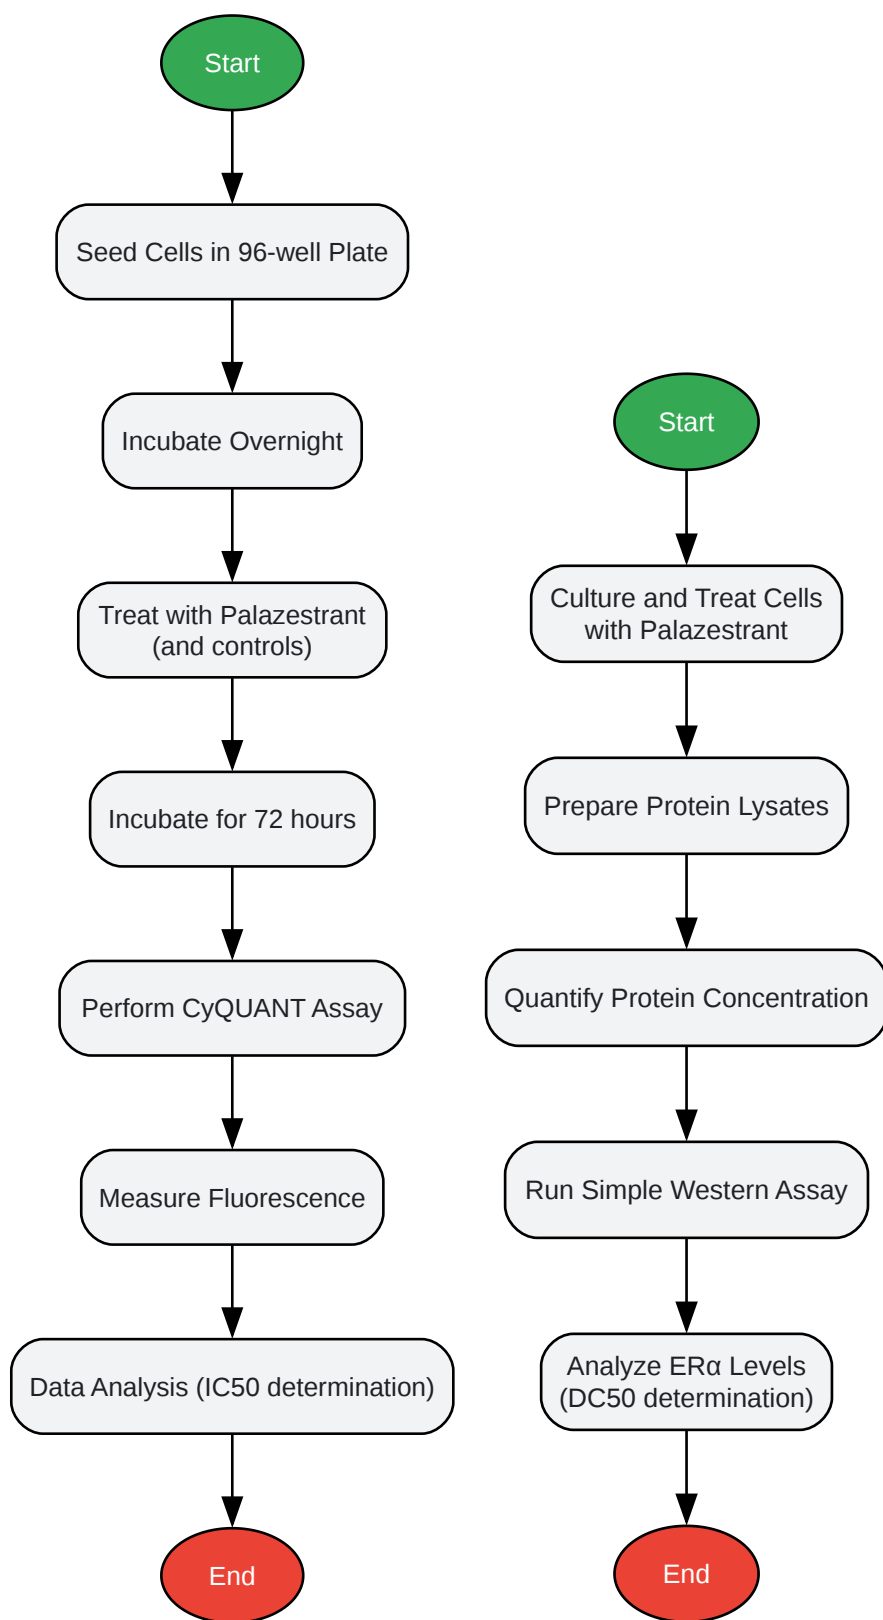 Start
Seed Cells in 96-well Plate
Incubate Overnight
Treat with Palazestrant
(and controls)
Incubate for 72 hours
Perform CyQUANT Assay
Measure Fluorescence
Data Analysis (IC50 determination)
End
Start
Culture and Treat Cells
with Palazestrant
Prepare Protein Lysates
Quantify Protein Concentration
Run Simple Western Assay
Analyze ERα Levels
(DC50 determination)
End